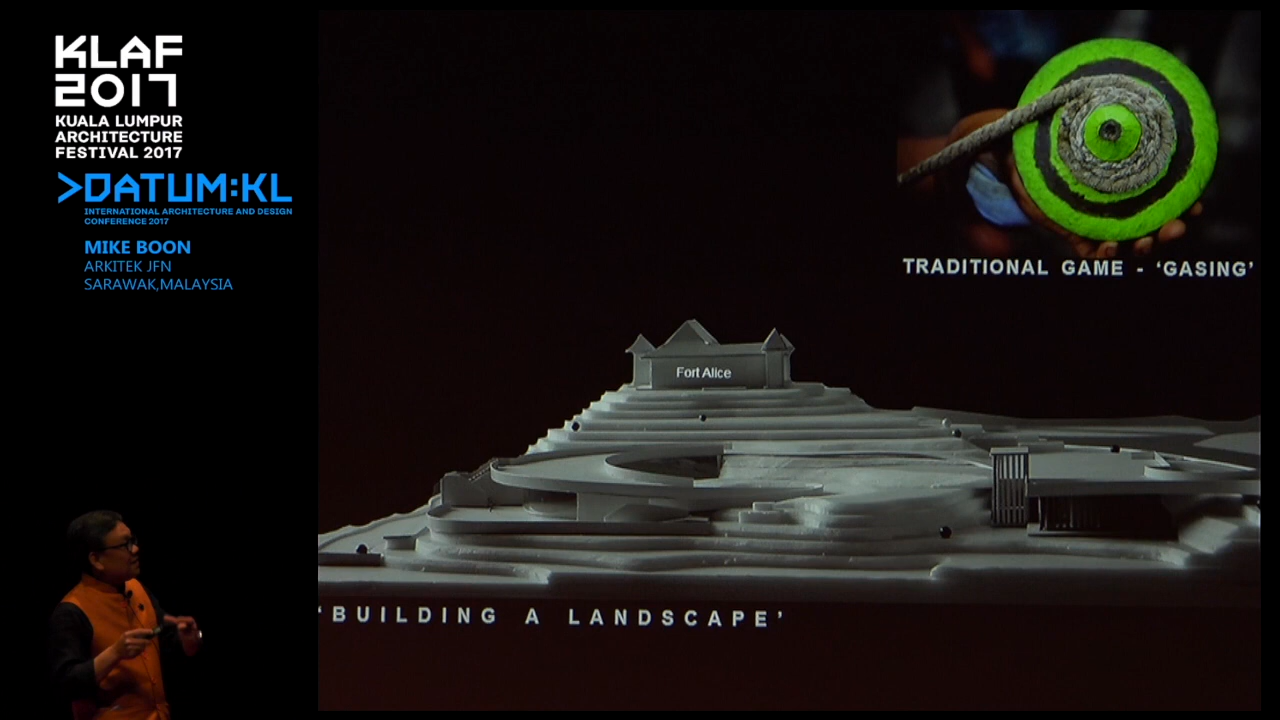 KLAF
2017
KUALA LUMPUR
ARCHITECTURE
FESTIVAL 2017
>DATUM:KL
INTERNATIONAL ARCHITECTURE AND DESIGN
CONFERENCE 2017
MIKE BOON
ARKITEK JFN
SARAWAK,MALAYSIA
TRADITIONAL GAME - ‘GASING’
Fort Alice
‘BUILDING A LANDSCAPE’